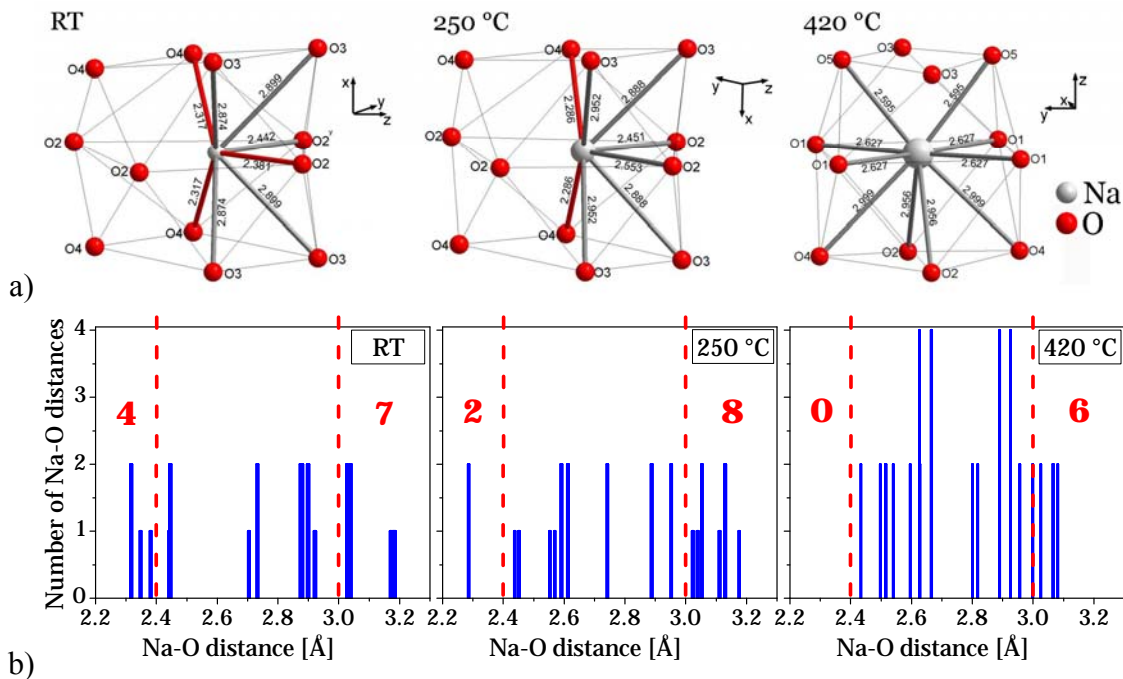 RT
250 °C
420 °C
O4
O4
O3
O3
2.317
2.874
2.899
2.442
2.381
O2
O2
O2
O2
2.317
2.874
2.899
O4
O4
O3
O3
x
y
z
O4
O4
O3
O3
2.286
2.952
2.888
2.451
2.553
O2
O2
O2
O2
2.286
2.952
2.888
O4
O4
O3
O3
y
z
x
O5
O3
O3
O5
2.595
2.595
O1
O1
O1
O1
2.627
2.627
2.627
2.627
2.999
2.956
2.956
2.999
O4
O2
O2
O4
z
y
x
Na
O
a)
Number of Na-O distances
4
3
2
1
0
RT
4
7
2.2 2.4 2.6 2.8 3.0 3.2
Na-O distance [Å]
250 °C
2
8
2.2 2.4 2.6 2.8 3.0 3.2
Na-O distance [Å]
420 °C
0
6
2.2 2.4 2.6 2.8 3.0 3.2
Na-O distance [Å]
b)